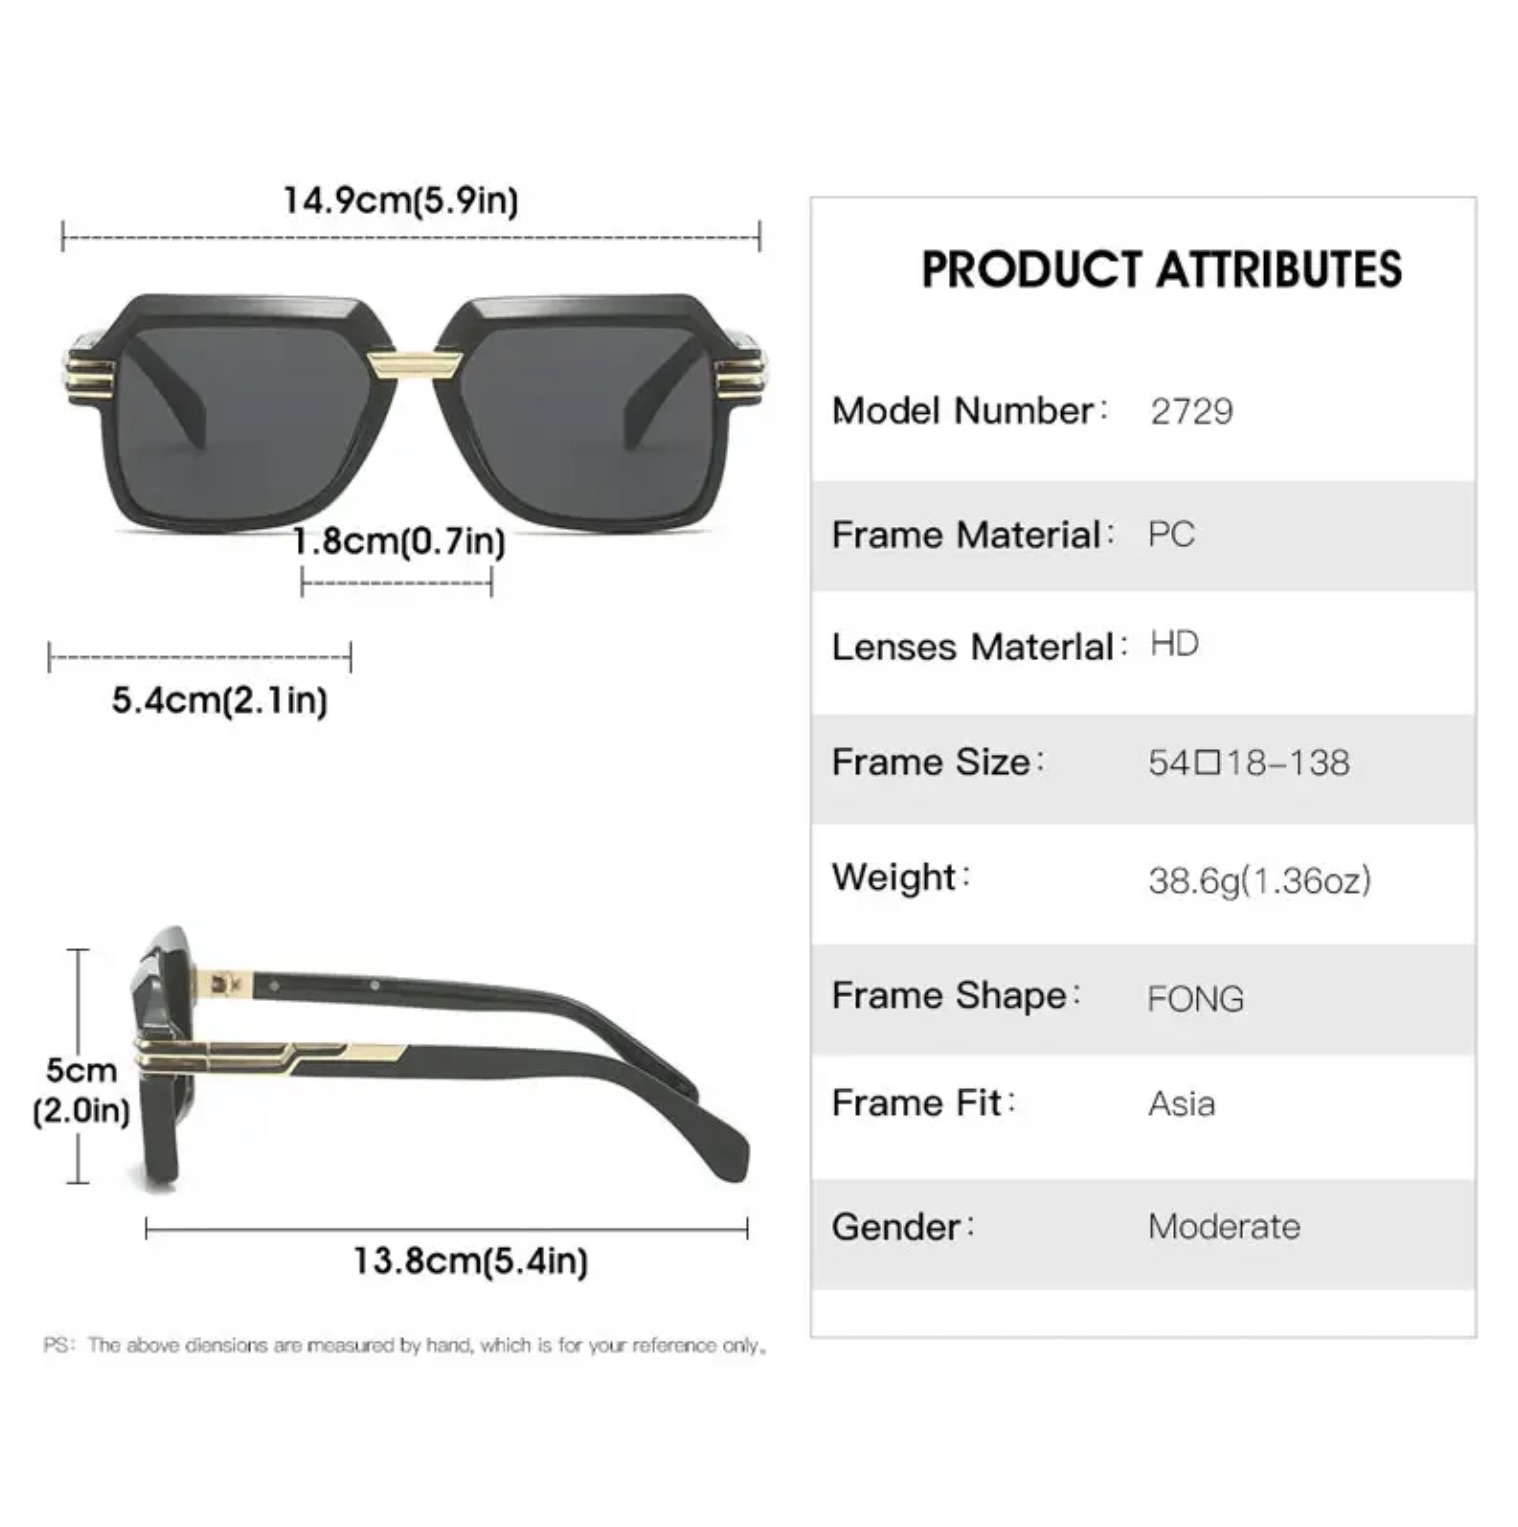 14.9cm(5.9in)
1.8cm(0.7in)
5.4cm(2.1in)
5cm
(2.0in)
13.8cm(5.4in)
PS: The above diensions are measured by hand, which is for your reference only。
PRODUCT ATTRIBUTES
Model Number: 2729
Frame Material: PC
Lenses Materlal: HD
Frame Size: 54□18-138
Weight: 38.6g(1.36oz)
Frame Shape: FONG
Frame Fit: Asia
Gender: Moderate